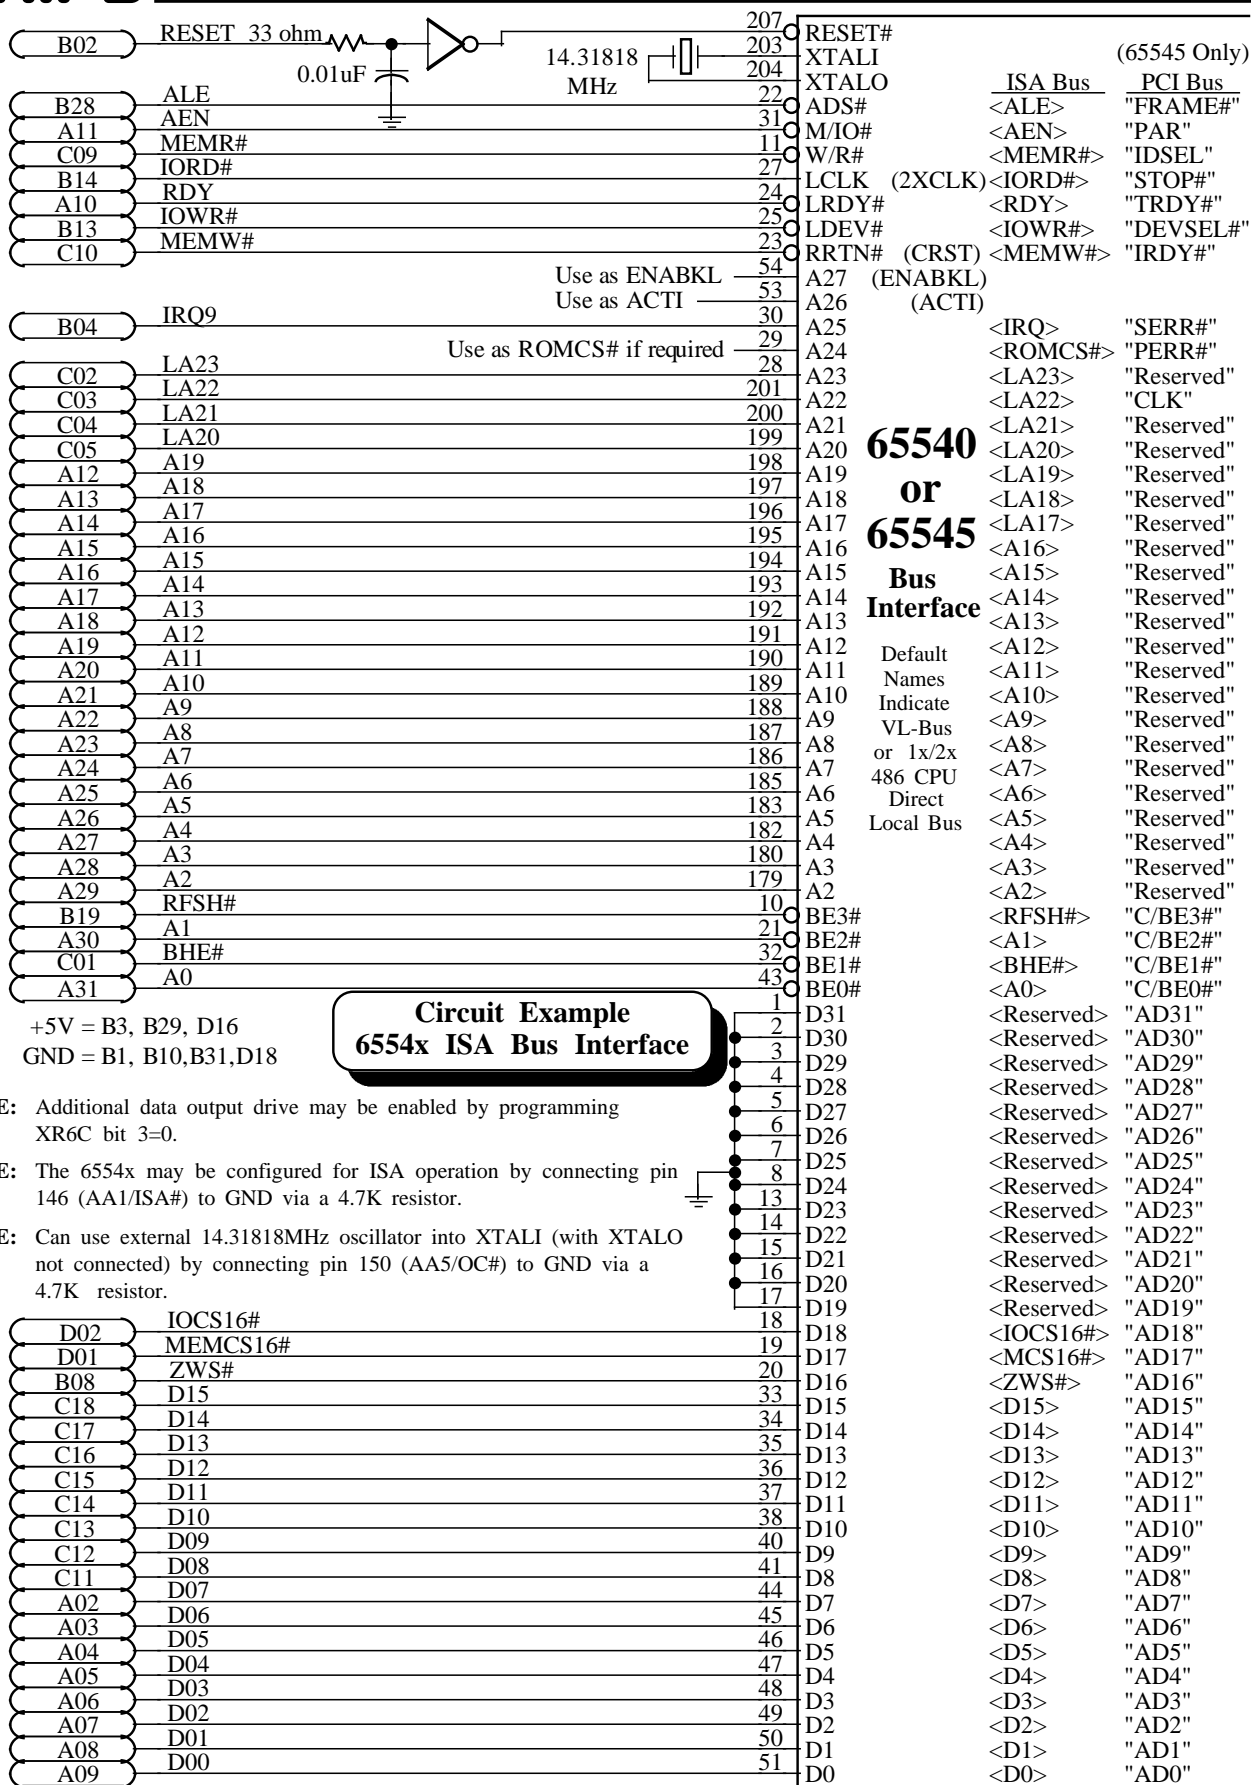 B02 RESET 33 ohm 207 RESET#
0.01uF 14.31818 MHz 203 XTALI (65545 Only)
204 XTALO ISA Bus PCI Bus
B28 ALE 22 ADS# <ALE> "FRAME#"
A11 AEN 31 M/IO# <AEN> "PAR"
C09 MEMR# 11 W/R# <MEMR#> "IDSEL"
B14 IORD# 27 LCLK (2XCLK) <IORD#> "STOP#"
A10 RDY 24 LRDY# <RDY> "TRDY#"
B13 IOWR# 25 LDEV# <IOWR#> "DEVSEL#"
C10 MEMW# 23 RRTN# (CRST) <MEMW#> "IRDY#"
Use as ENABKL 54 A27 (ENABKL)
Use as ACTI 53 A26 (ACTI)
B04 IRQ9 30 A25 <IRQ> "SERR#"
Use as ROMCS# if required 29 A24 <ROMCS#> "PERR#"
C02 LA23 28 A23 <LA23> "Reserved"
C03 LA22 201 A22 <LA22> "CLK"
C04 LA21 200 A21 <LA21> "Reserved"
C05 LA20 199 A20 <LA20> "Reserved"
A12 A19 198 A19 <LA19> "Reserved"
A13 A18 197 A18 <LA18> "Reserved"
A14 A17 196 A17 <LA17> "Reserved"
A15 A16 195 A16 <A16> "Reserved"
A16 A15 194 A15 <A15> "Reserved"
A17 A14 193 A14 <A14> "Reserved"
A18 A13 192 A13 <A13> "Reserved"
A19 A12 191 A12 <A12> "Reserved"
A20 A11 190 A11 <A11> "Reserved"
A21 A10 189 A10 <A10> "Reserved"
A22 A9 188 A9 <A9> "Reserved"
A23 A8 187 A8 <A8> "Reserved"
A24 A7 186 A7 <A7> "Reserved"
A25 A6 185 A6 <A6> "Reserved"
A26 A5 183 A5 <A5> "Reserved"
A27 A4 182 A4 <A4> "Reserved"
A28 A3 180 A3 <A3> "Reserved"
A29 A2 179 A2 <A2> "Reserved"
B19 RFSH# 10 BE3# <RFSH#> "C/BE3#"
A30 A1 21 BE2# <A1> "C/BE2#"
C01 BHE# 32 BE1# <BHE#> "C/BE1#"
A31 A0 43 BE0# <A0> "C/BE0#"
65540
or
65545
Bus
Interface
Default
Names
Indicate
VL-Bus
or 1x/2x
486 CPU
Direct
Local Bus
+5V = B3, B29, D16
GND = B1, B10,B31,D18
Circuit Example
6554x ISA Bus Interface
E: Additional data output drive may be enabled by programming
XR6C bit 3=0.
E: The 6554x may be configured for ISA operation by connecting pin
146 (AA1/ISA#) to GND via a 4.7K resistor.
E: Can use external 14.31818MHz oscillator into XTALI (with XTALO
not connected) by connecting pin 150 (AA5/OC#) to GND via a
4.7K resistor.
1 D31 <Reserved> "AD31"
2 D30 <Reserved> "AD30"
3 D29 <Reserved> "AD29"
4 D28 <Reserved> "AD28"
5 D27 <Reserved> "AD27"
6 D26 <Reserved> "AD26"
7 D25 <Reserved> "AD25"
8 D24 <Reserved> "AD24"
13 D23 <Reserved> "AD23"
14 D22 <Reserved> "AD22"
15 D21 <Reserved> "AD21"
16 D20 <Reserved> "AD20"
17 D19 <Reserved> "AD19"
D02 IOCS16# 18 D18 <IOCS16#> "AD18"
D01 MEMCS16# 19 D17 <MCS16#> "AD17"
B08 ZWS# 20 D16 <ZWS#> "AD16"
C18 D15 33 D15 <D15> "AD15"
C17 D14 34 D14 <D14> "AD14"
C16 D13 35 D13 <D13> "AD13"
C15 D12 36 D12 <D12> "AD12"
C14 D11 37 D11 <D11> "AD11"
C13 D10 38 D10 <D10> "AD10"
C12 D09 40 D9 <D9> "AD9"
C11 D08 41 D8 <D8> "AD8"
A02 D07 44 D7 <D7> "AD7"
A03 D06 45 D6 <D6> "AD6"
A04 D05 46 D5 <D5> "AD5"
A05 D04 47 D4 <D4> "AD4"
A06 D03 48 D3 <D3> "AD3"
A07 D02 49 D2 <D2> "AD2"
A08 D01 50 D1 <D1> "AD1"
A09 D00 51 D0 <D0> "AD0"